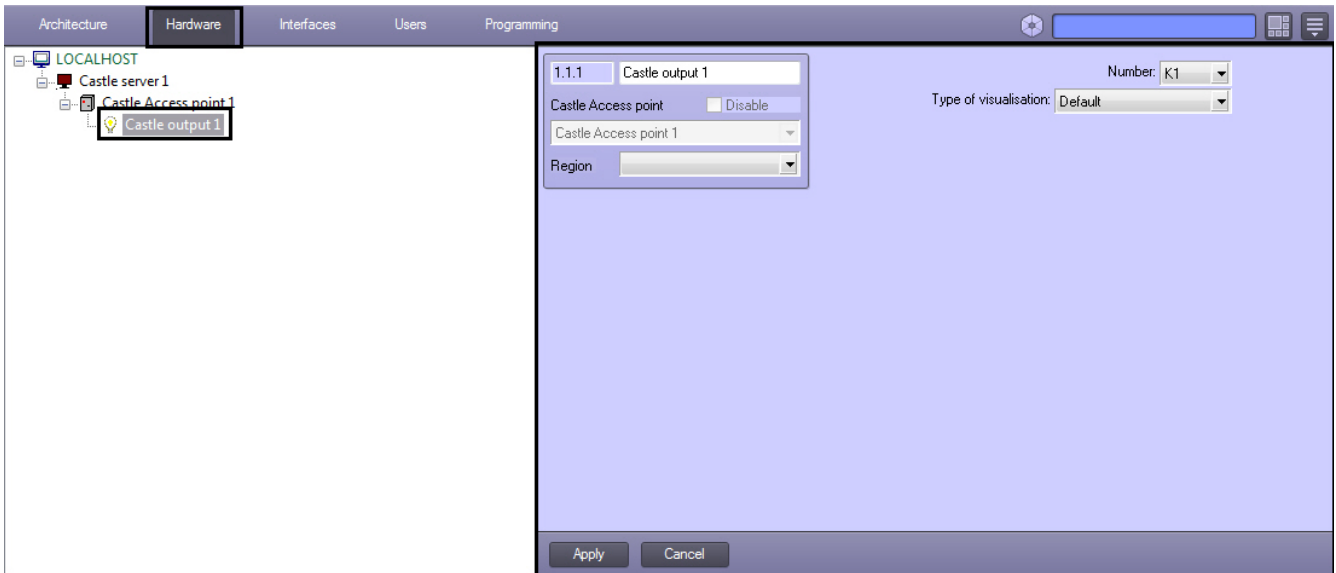 Architecture Hardware Interfaces Users Programming
LOCALHOST
Castle server 1
Castle Access point 1
Castle output 1
1.1.1 Castle output 1
Castle Access point Disable
Castle Access point 1
Region
Number: K1
Type of visualisation: Default
Apply Cancel